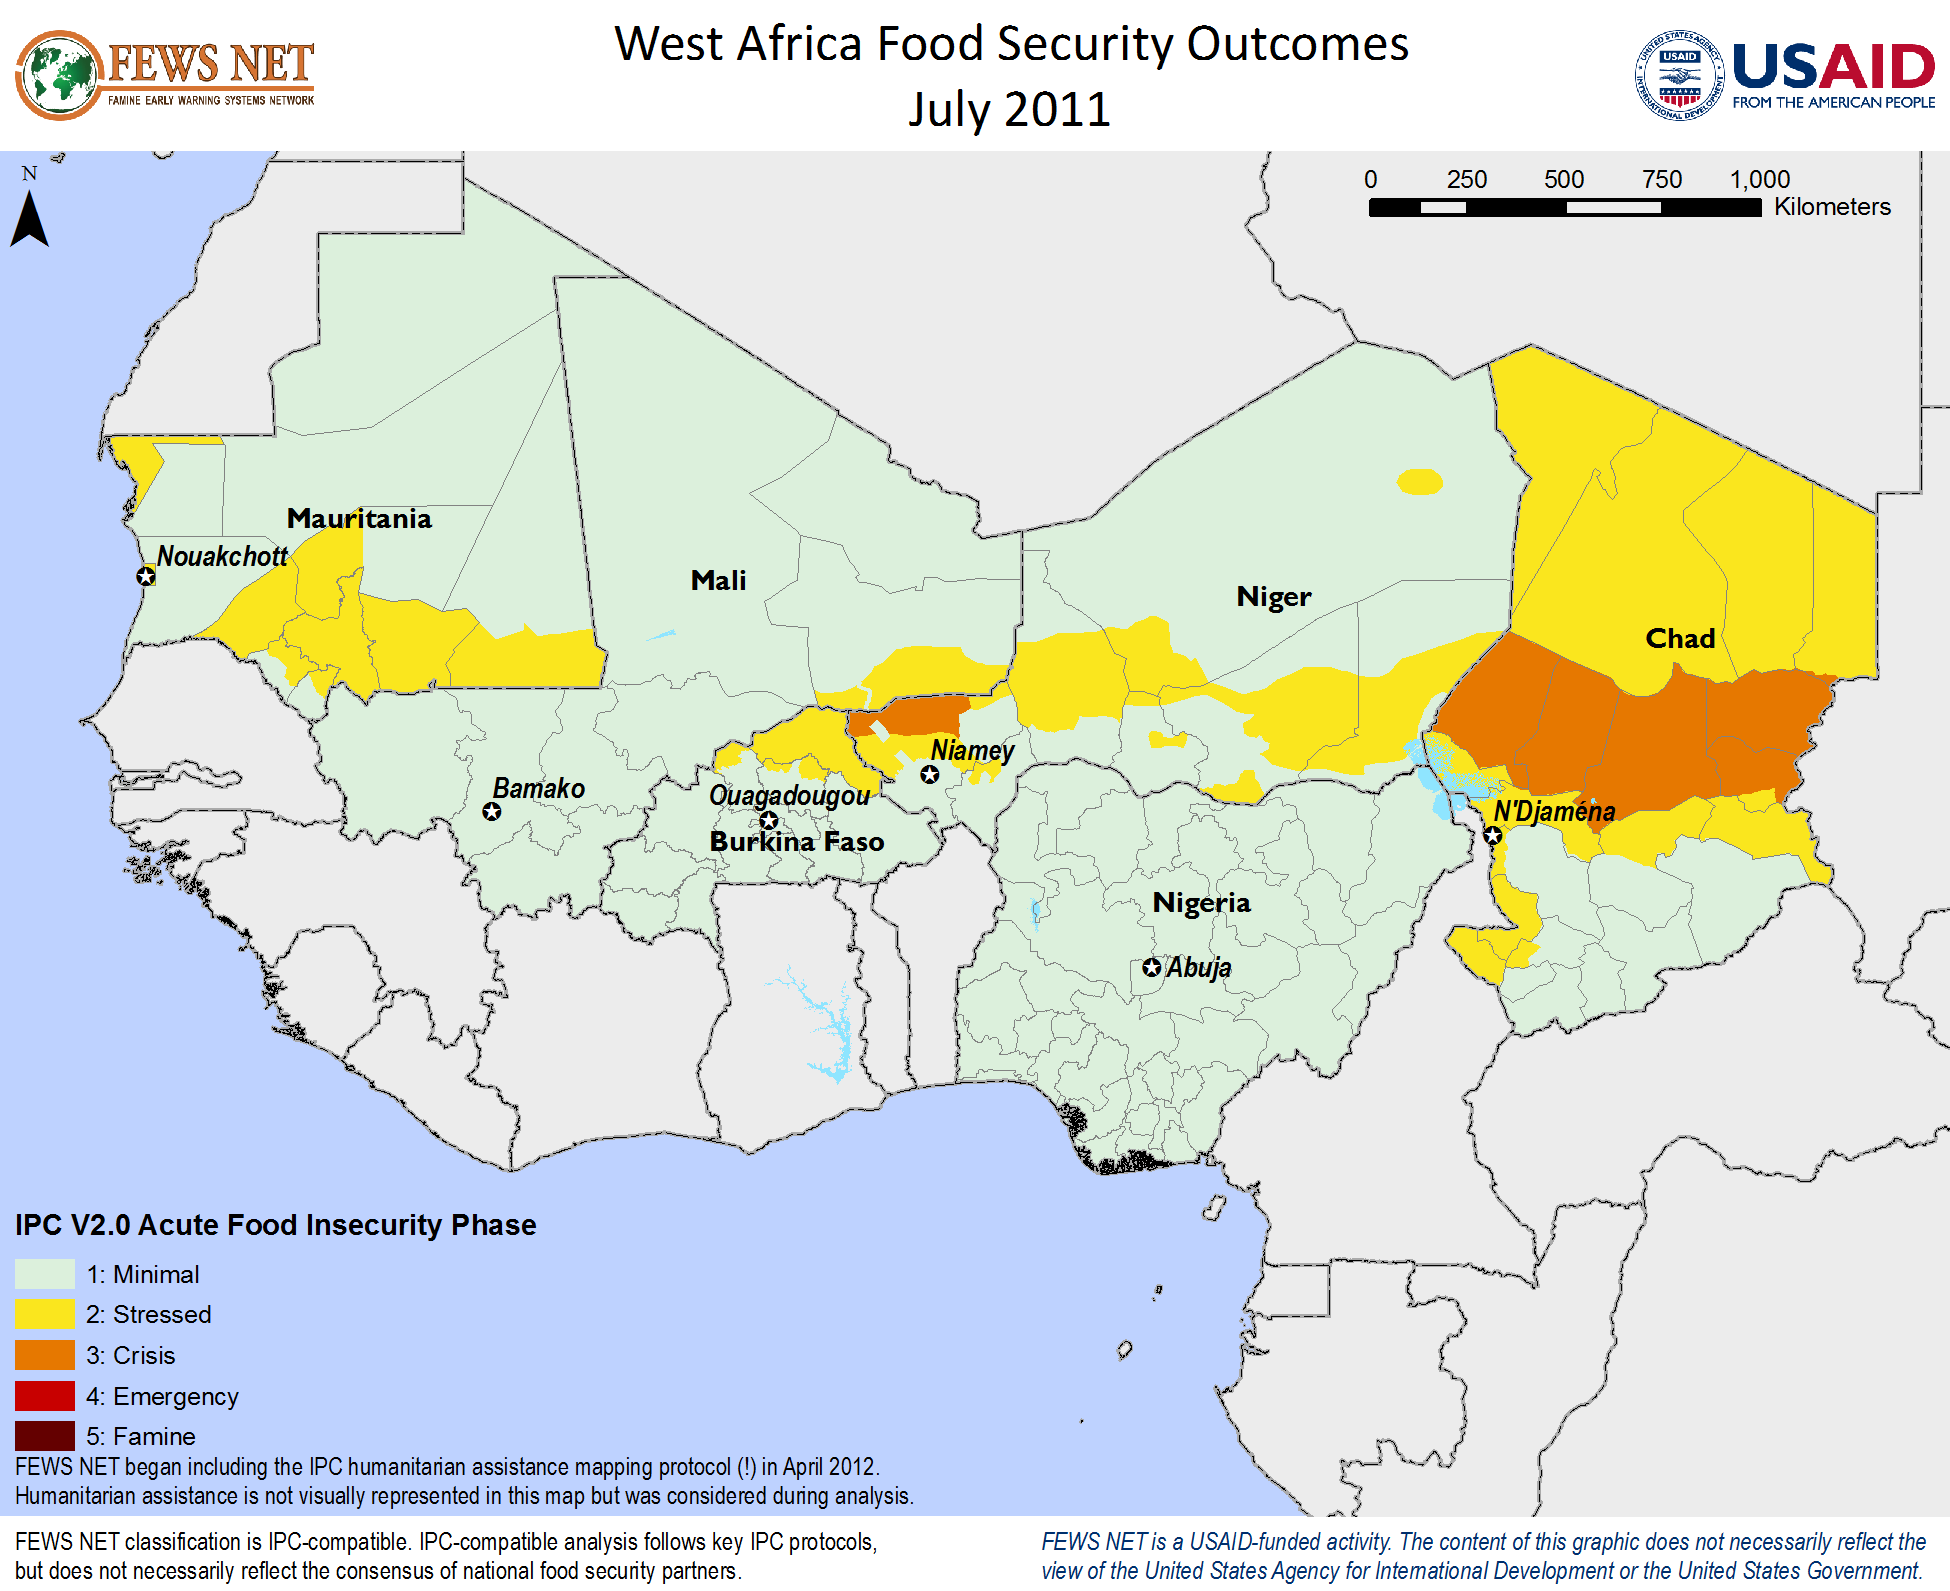 FEWS NET
FAMINE EARLY WARNING SYSTEMS NETWORK
West Africa Food Security Outcomes
July 2011
UNITED STATES AGENCY
USAID
INTERNATIONAL DEVELOPMENT
USAID
FROM THE AMERICAN PEOPLE
N
0 250 500 750 1,000
Kilometers
Mauritania
Nouakchott
Mali
Niger
Chad
Niamey
Bamako
Ouagadougou
Burkina Faso
N'Djaména
Nigeria
Abuja
IPC V2.0 Acute Food Insecurity Phase
1: Minimal
2: Stressed
3: Crisis
4: Emergency
5: Famine
FEWS NET began including the IPC humanitarian assistance mapping protocol (!) in April 2012.
Humanitarian assistance is not visually represented in this map but was considered during analysis.
FEWS NET classification is IPC-compatible. IPC-compatible analysis follows key IPC protocols,
but does not necessarily reflect the consensus of national food security partners.
FEWS NET is a USAID-funded activity. The content of this graphic does not necessarily reflect the
view of the United States Agency for International Development or the United States Government.